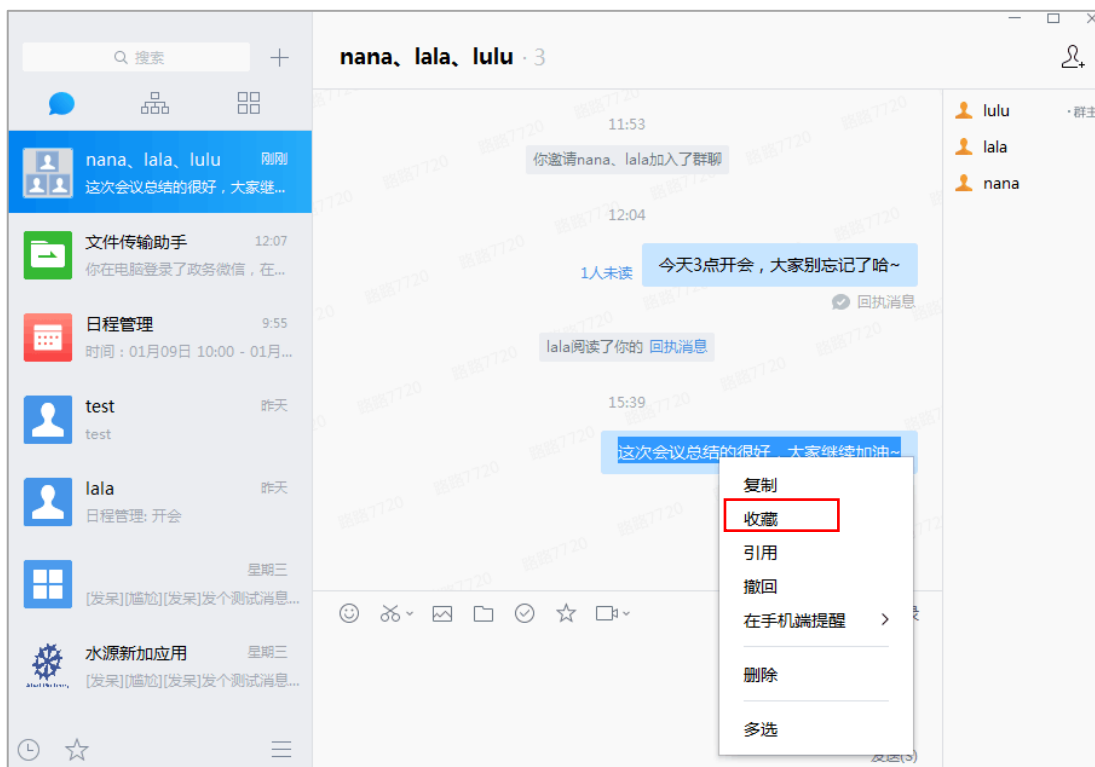 搜索
nana、lala、lulu 刚刚
这次会议总结的很好，大家继...
文件传输助手 12:07
你在电脑登录了政务微信，在...
日程管理 9:55
时间：01月09日 10:00 - 01月...
test 昨天
test
lala 昨天
日程管理: 开会
星期三
[发呆][尴尬][发呆]发个测试消息...
水源新加应用 星期三
[发呆][尴尬][发呆]发个测试消息...
nana、lala、lulu · 3
11:53
你邀请nana、lala加入了群聊
12:04
1人未读 今天3点开会，大家别忘记了哈~
回执消息
lala阅读了你的 回执消息
15:39
这次会议总结的很好，大家继续加油~
复制
收藏
引用
撤回
在手机端提醒
删除
多选
发送(S)
lulu ·群主
lala
nana
路路7720